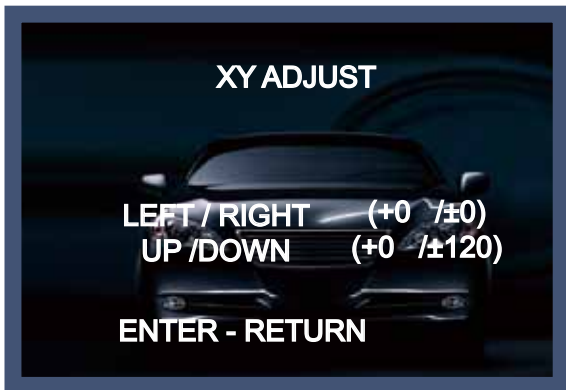 XY ADJUST
LEFT / RIGHT (+0 /±0)
UP /DOWN (+0 /±120)
ENTER - RETURN